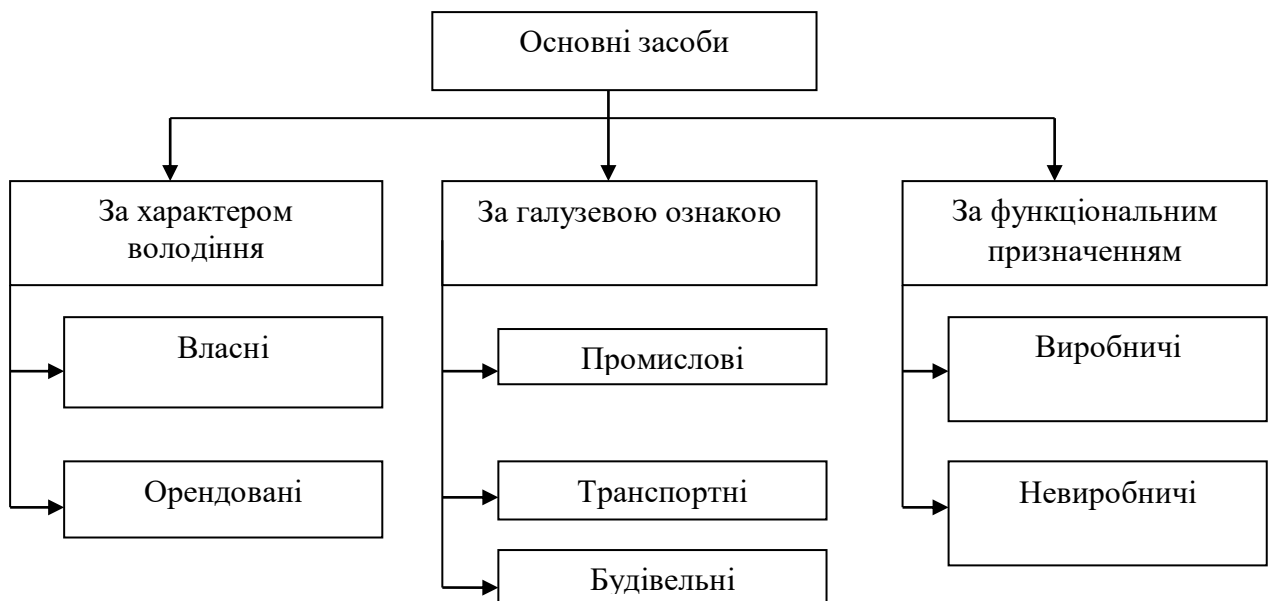 Основні засоби
За характером
володіння
За галузевою ознакою
За функціональним
призначенням
Власні
Орендовані
Промислові
Транспортні
Будівельні
Виробничі
Невиробничі